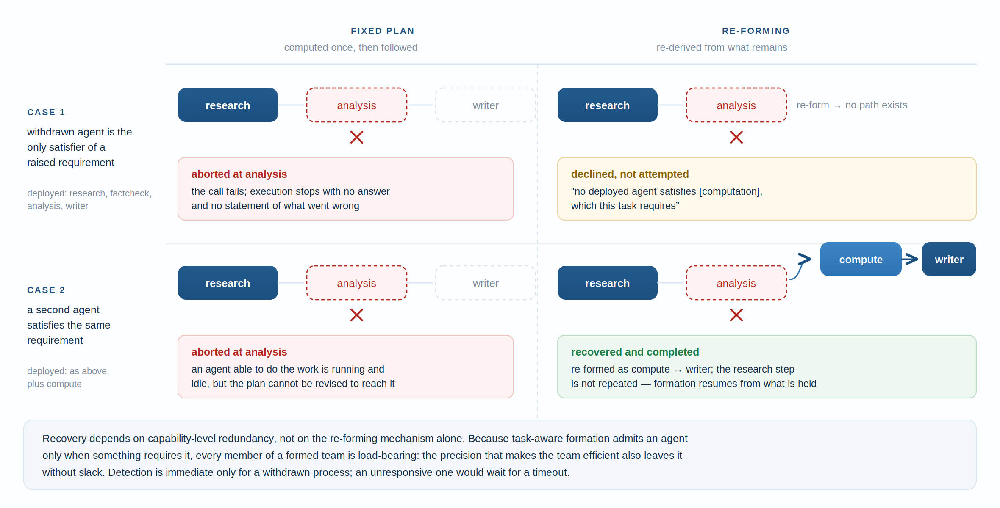 FIXED PLAN
computed once, then followed
RE-FORMING
re-derived from what remains
CASE 1
withdrawn agent is the
only satisfier of a
raised requirement
deployed: research, factcheck,
analysis, writer
research
analysis
writer
aborted at analysis
the call fails; execution stops with no answer
and no statement of what went wrong
research
analysis
re-form → no path exists
declined, not attempted
“no deployed agent satisfies [computation],
which this task requires”
CASE 2
a second agent
satisfies the same
requirement
deployed: as above,
plus compute
research
analysis
writer
aborted at analysis
an agent able to do the work is running and
idle, but the plan cannot be revised to reach it
research
analysis
compute
writer
recovered and completed
re-formed as compute → writer; the research step
is not repeated — formation resumes from what is held
Recovery depends on capability-level redundancy, not on the re-forming mechanism alone. Because task-aware formation admits an agent
only when something requires it, every member of a formed team is load-bearing: the precision that makes the team efficient also leaves it
without slack. Detection is immediate only for a withdrawn process; an unresponsive one would wait for a timeout.